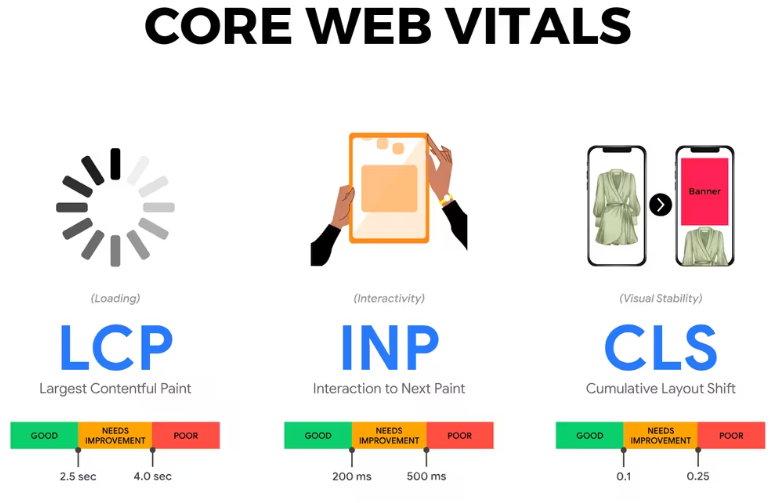 CORE WEB VITALS
Banner
(Loading)
LCP
Largest Contentful Paint
GOOD
NEEDS
IMPROVEMENT
POOR
2.5 sec
4.0 sec
(Interactivity)
INP
Interaction to Next Paint
GOOD
NEEDS
IMPROVEMENT
POOR
200 ms
500 ms
(Visual Stability)
CLS
Cumulative Layout Shift
GOOD
NEEDS
IMPROVEMENT
POOR
0.1
0.25